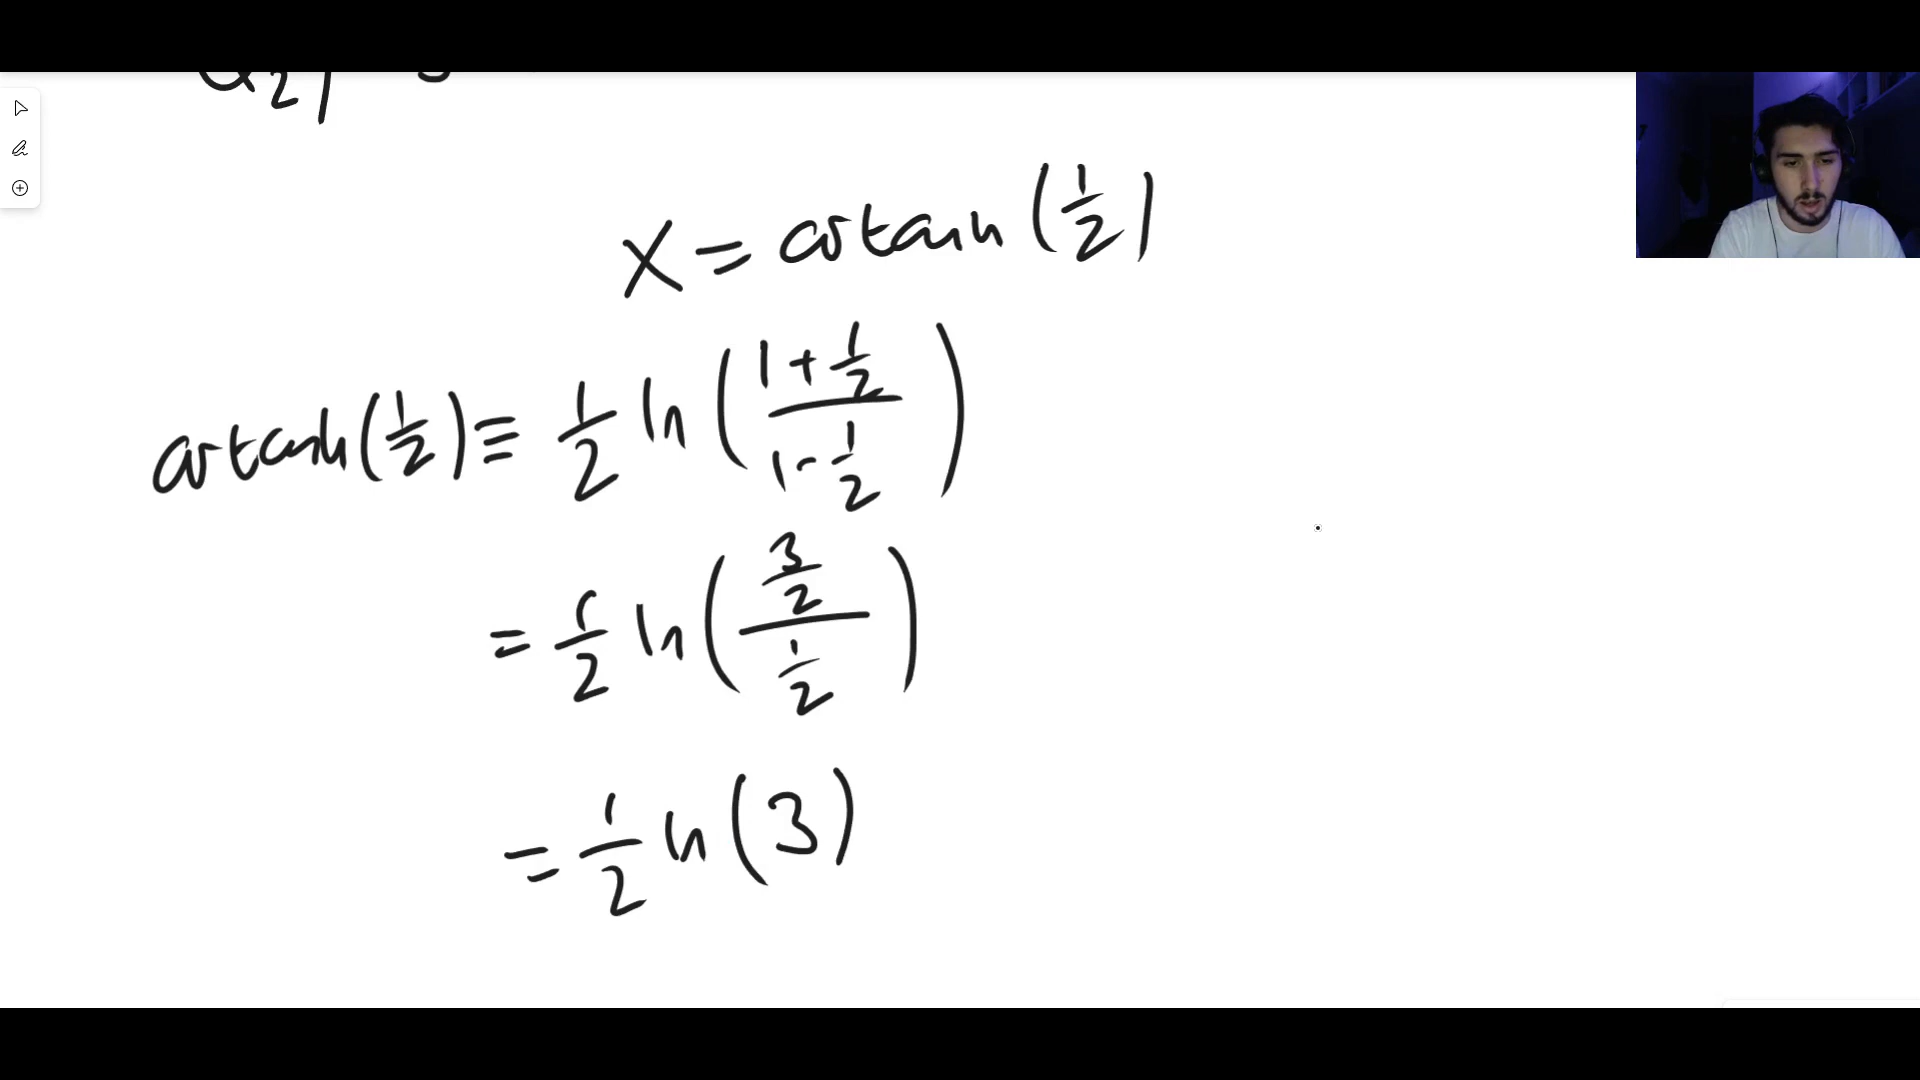 x = artanh(1/2)
artanh(1/2) ≡ 1/2 ln((1+1/2)/(1-1/2))
= 1/2 ln((3/2)/(1/2))
= 1/2 ln(3)